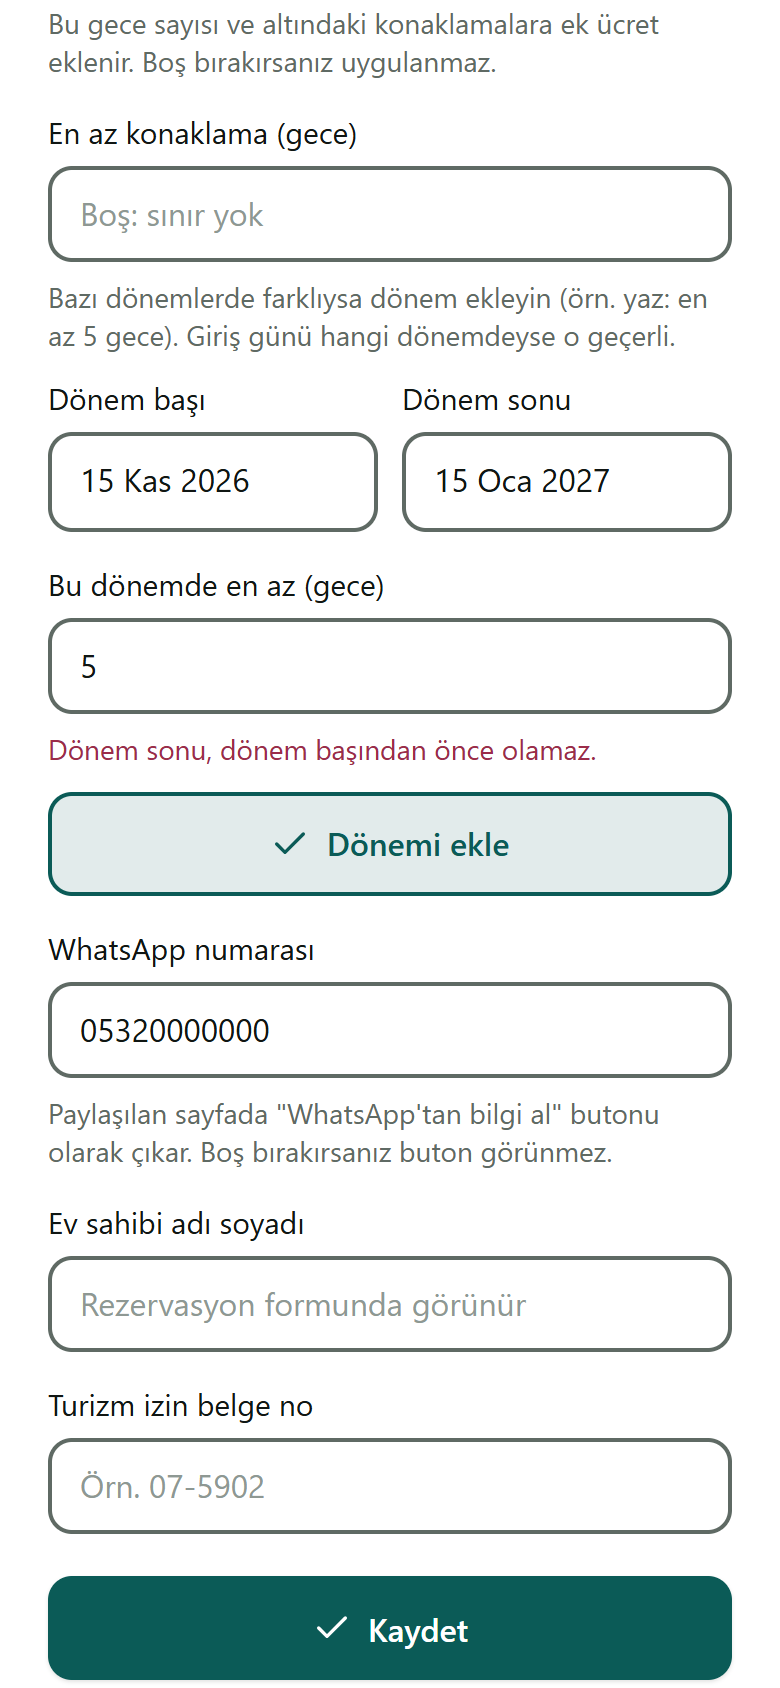 Bu gece sayısı ve altındaki konaklamalara ek ücret
eklenir. Boş bırakırsanız uygulanmaz.
En az konaklama (gece)
Boş: sınır yok
Bazı dönemlerde farklıysa dönem ekleyin (örn. yaz: en
az 5 gece). Giriş günü hangi dönemdeyse o geçerli.
Dönem başı
Dönem sonu
15 Kas 2026
15 Oca 2027
Bu dönemde en az (gece)
5
Dönem sonu, dönem başından önce olamaz.
Dönemi ekle
WhatsApp numarası
05320000000
Paylaşılan sayfada "WhatsApp'tan bilgi al" butonu
olarak çıkar. Boş bırakırsanız buton görünmez.
Ev sahibi adı soyadı
Rezervasyon formunda görünür
Turizm izin belge no
Örn. 07-5902
Kaydet